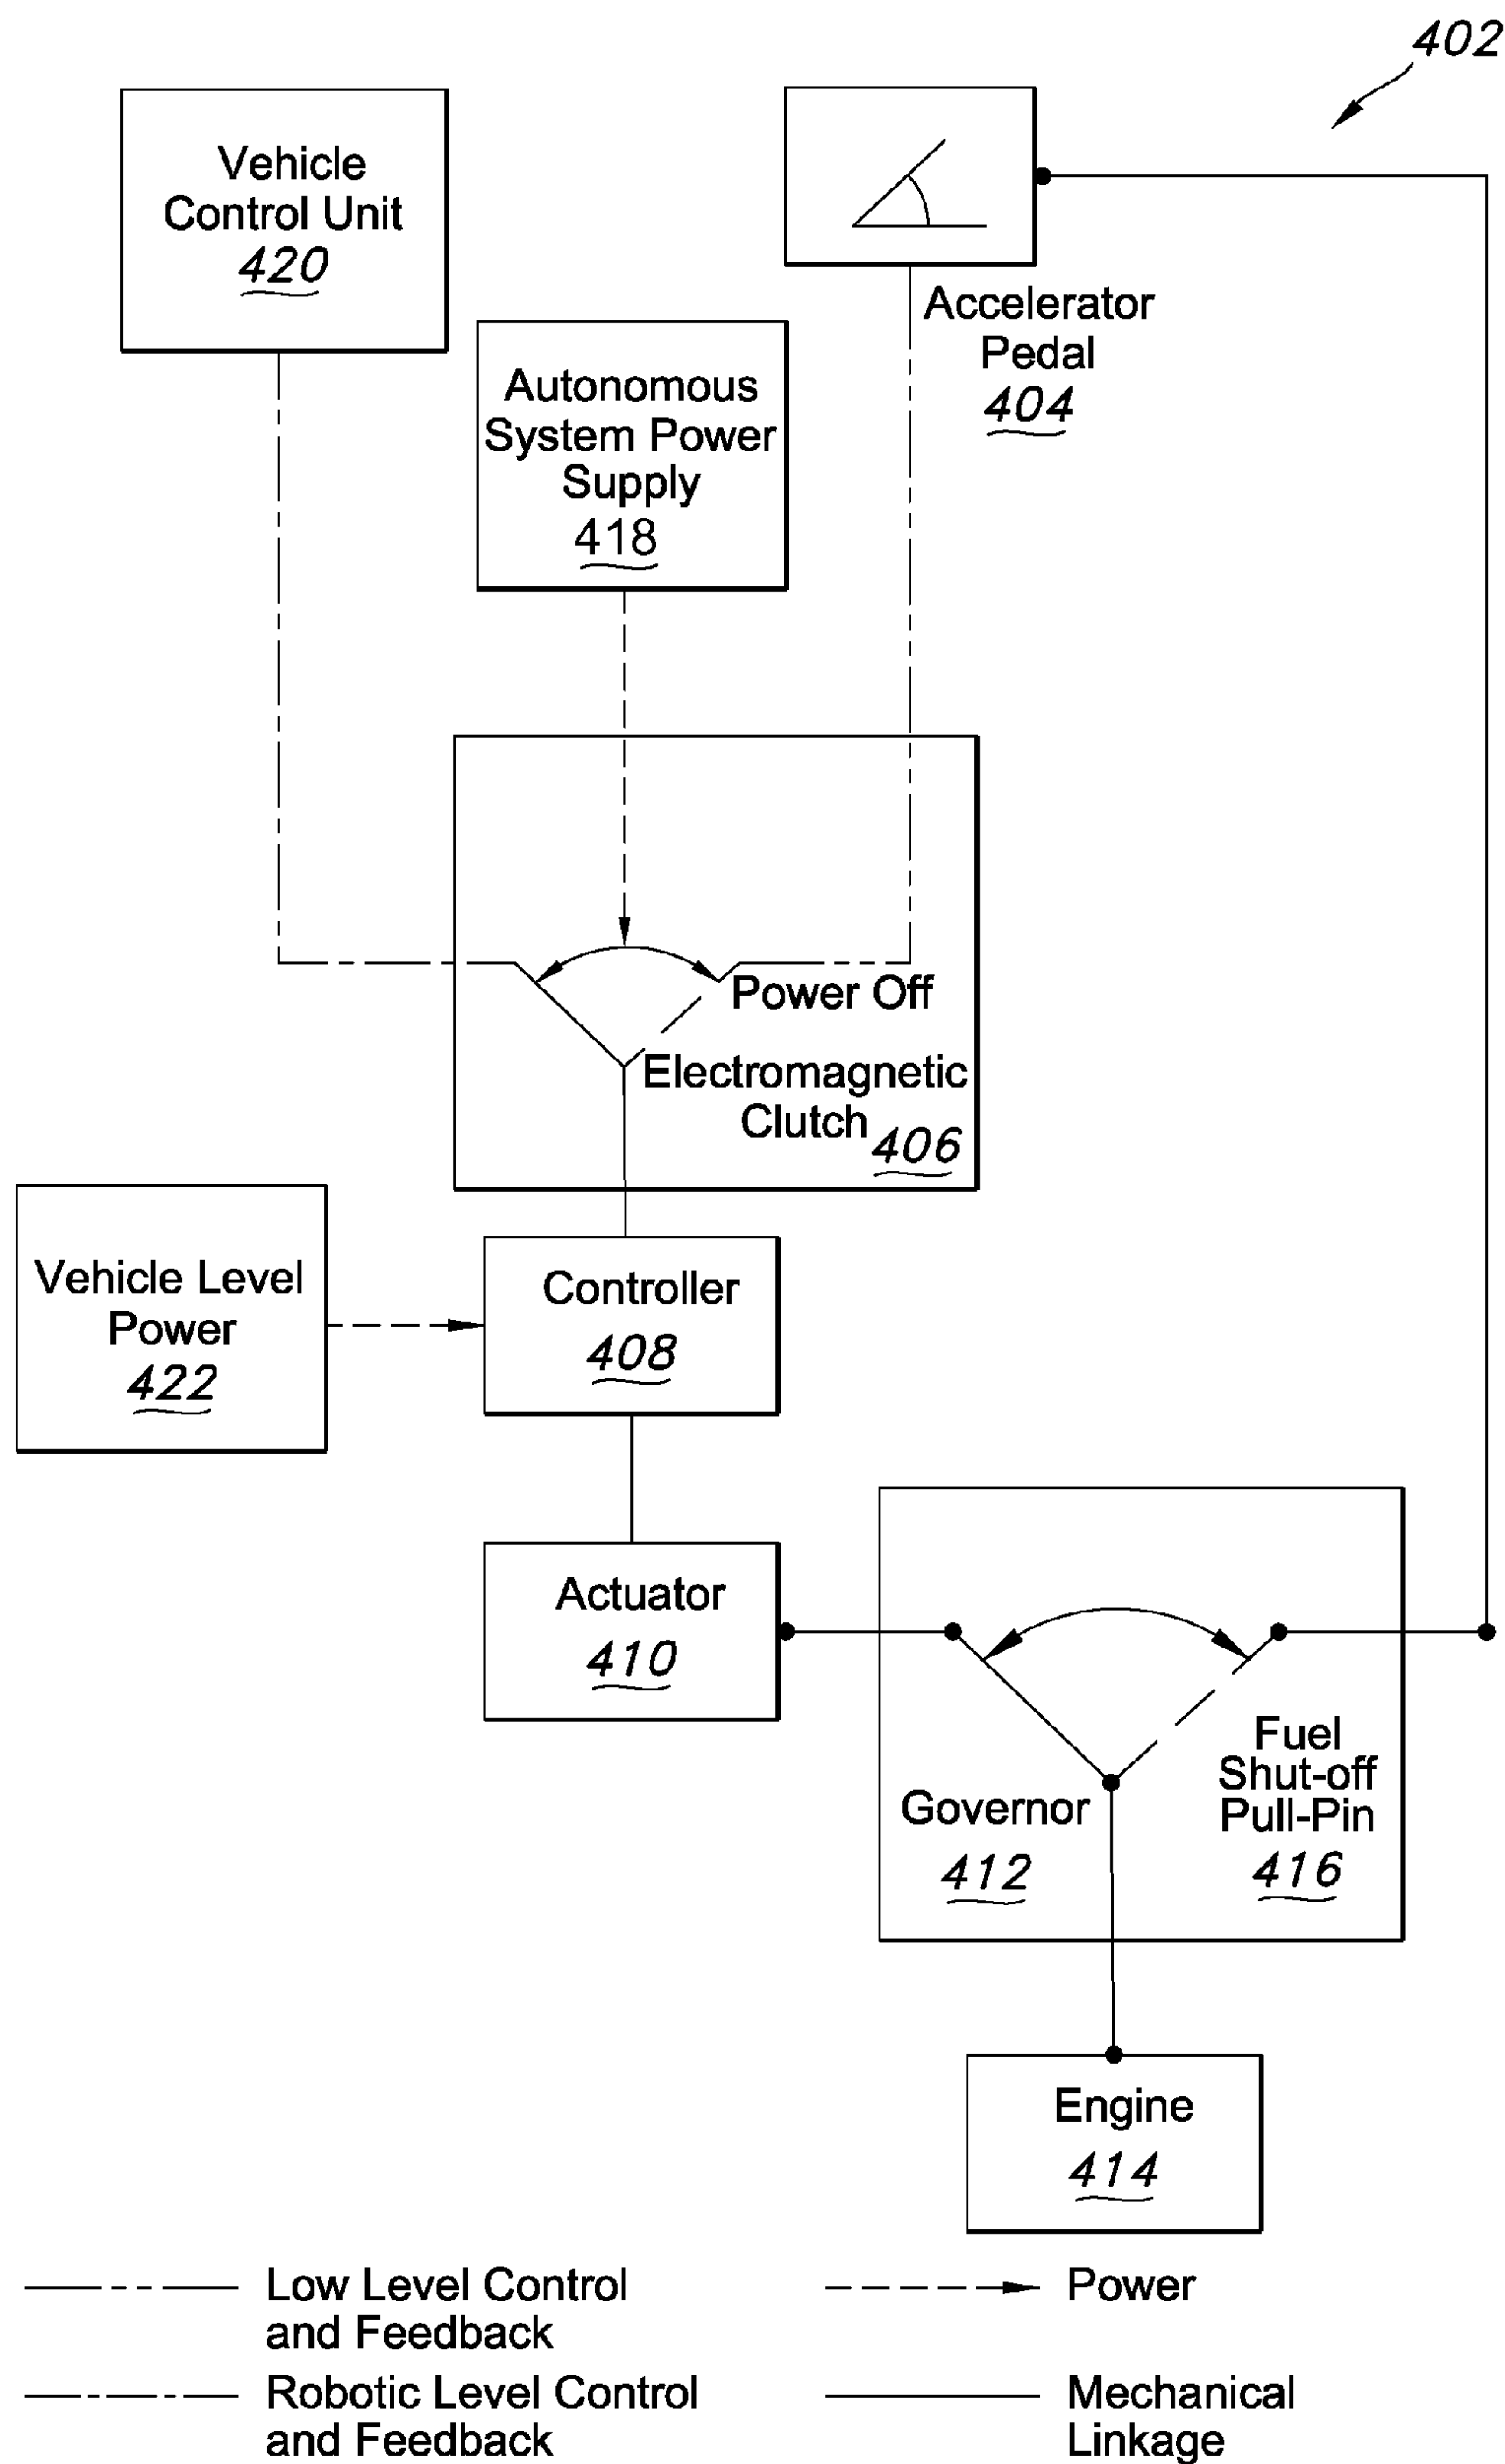 402
Vehicle
Control Unit
420
Accelerator
Pedal
404
Autonomous
System Power
Supply
418
Power Off
Electromagnetic
Clutch
406
Vehicle Level
Power
422
Controller
408
Actuator
410
Governor
412
Fuel
Shut-off
Pull-Pin
416
Engine
414
Low Level Control
and Feedback
Power
Robotic Level Control
and Feedback
Mechanical
Linkage